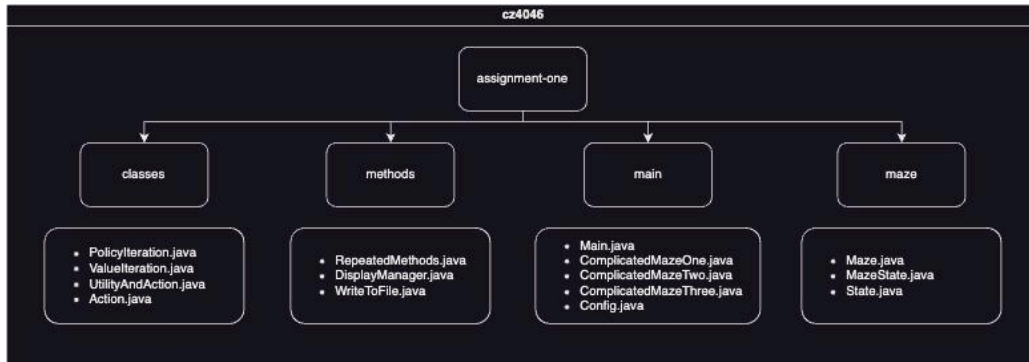 cz4046
assignment-one
classes
methods
main
maze
• PolicyIteration.java
• ValueIteration.java
• UtilityAndAction.java
• Action.java
• RepeatedMethods.java
• DisplayManager.java
• WriteToFile.java
• Main.java
• ComplicatedMazeOne.java
• ComplicatedMazeTwo.java
• ComplicatedMazeThree.java
• Config.java
• Maze.java
• MazeState.java
• State.java